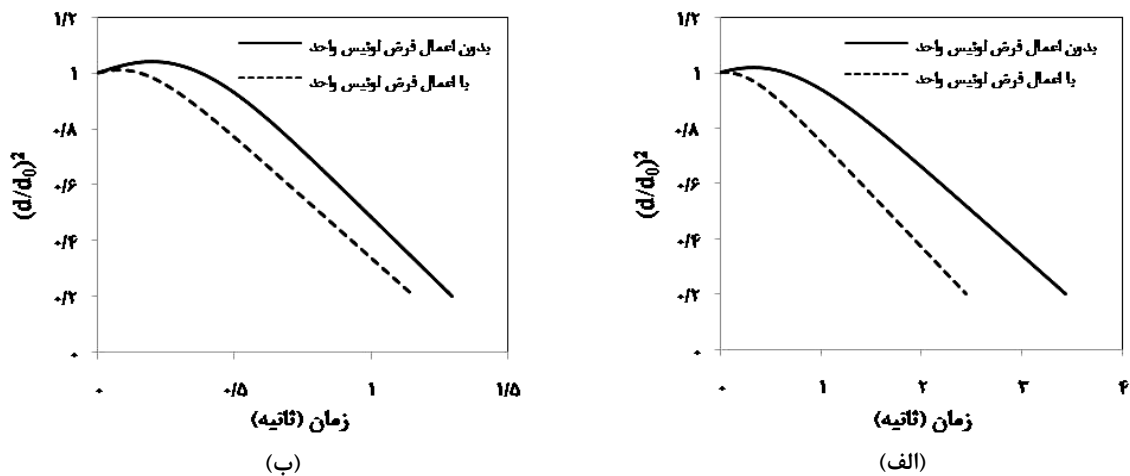 ۱/۲
۱
۰/۸
۰/۶
۰/۴
۰/۲
۰
(d/d0)2
بدون اعمال فرض لوئیس واحد
با اعمال فرض لوئیس واحد
۰ ۱ ۲ ۳ ۴
زمان (ثانیه)
(الف)
۱/۲
۱
۰/۸
۰/۶
۰/۴
۰/۲
۰
(d/d0)2
بدون اعمال فرض لوئیس واحد
با اعمال فرض لوئیس واحد
۰ ۰/۵ ۱ ۱/۵
زمان (ثانیه)
(ب)